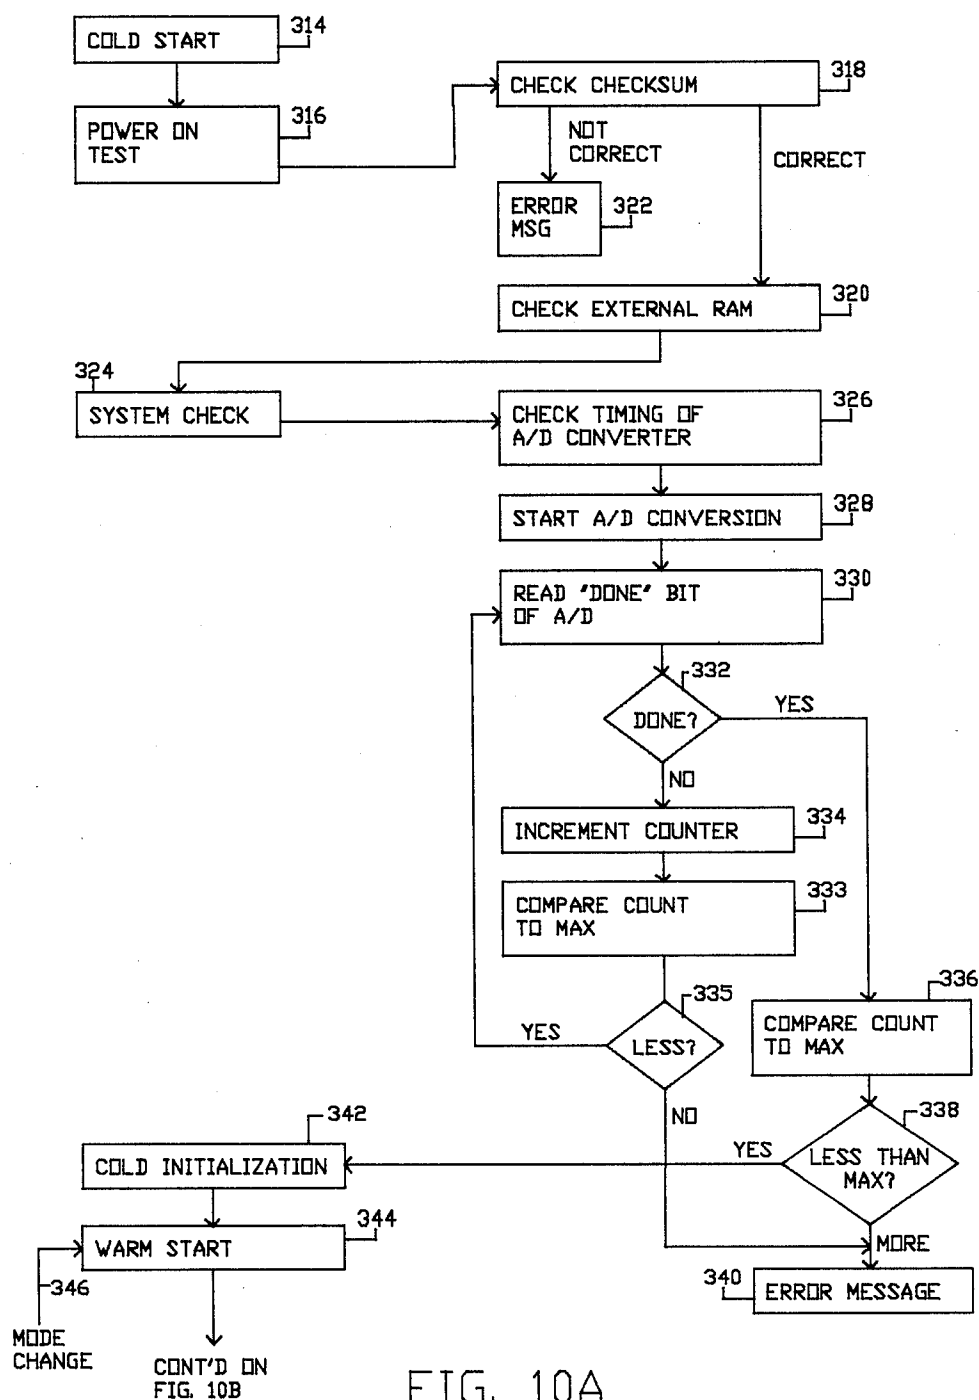 COLD START
314
POWER ON
TEST
316
CHECK CHECKSUM
318
NOT
CORRECT
CORRECT
ERROR
MSG
322
CHECK EXTERNAL RAM
320
324
SYSTEM CHECK
CHECK TIMING OF
A/D CONVERTER
326
START A/D CONVERSION
328
READ "DONE" BIT
OF A/D
330
332
DONE?
YES
NO
INCREMENT COUNTER
334
COMPARE COUNT
TO MAX
333
335
LESS?
YES
NO
336
COMPARE COUNT
TO MAX
338
LESS THAN
MAX?
YES
MORE
340
ERROR MESSAGE
342
COLD INITIALIZATION
WARM START
344
346
MODE
CHANGE
CONT'D ON
FIG. 10B
FIG. 10A